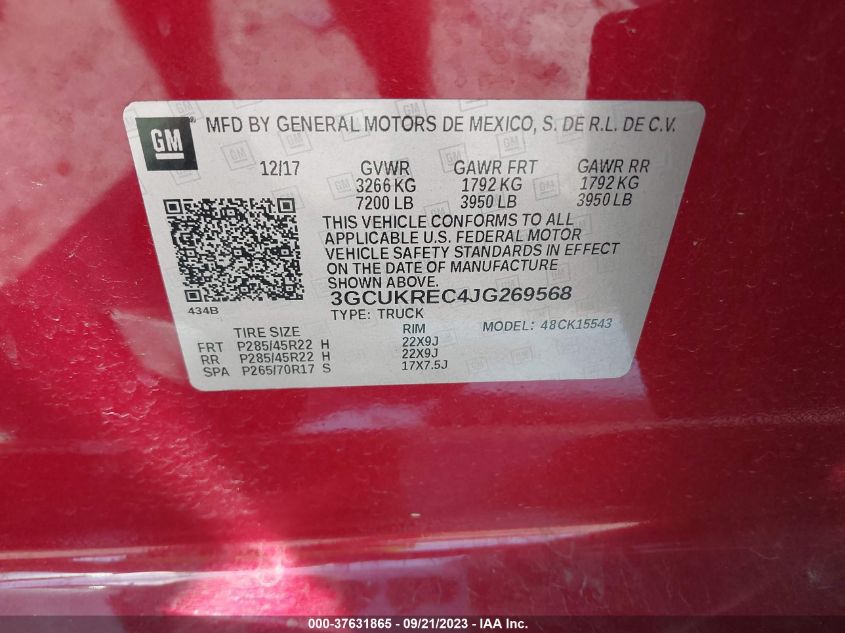 GM ® MFD BY GENERAL MOTORS DE MEXICO, S. DE R.L. DE C.V.
12/17 GVWR GAWR FRT GAWR RR
3266 KG 1792 KG 1792 KG
7200 LB 3950 LB 3950 LB
THIS VEHICLE CONFORMS TO ALL
APPLICABLE U.S. FEDERAL MOTOR
VEHICLE SAFETY STANDARDS IN EFFECT
ON THE DATE OF MANUFACTURE
SHOWN ABOVE.
434B 3GCUKREC4JG269568
TYPE: TRUCK
TIRE SIZE RIM MODEL: 48CK15543
FRT P285/45R22 H 22X9J
RR P285/45R22 H 22X9J
SPA P265/70R17 S 17X7.5J
000-37631865 / 09/21/2023 - IAA Inc.